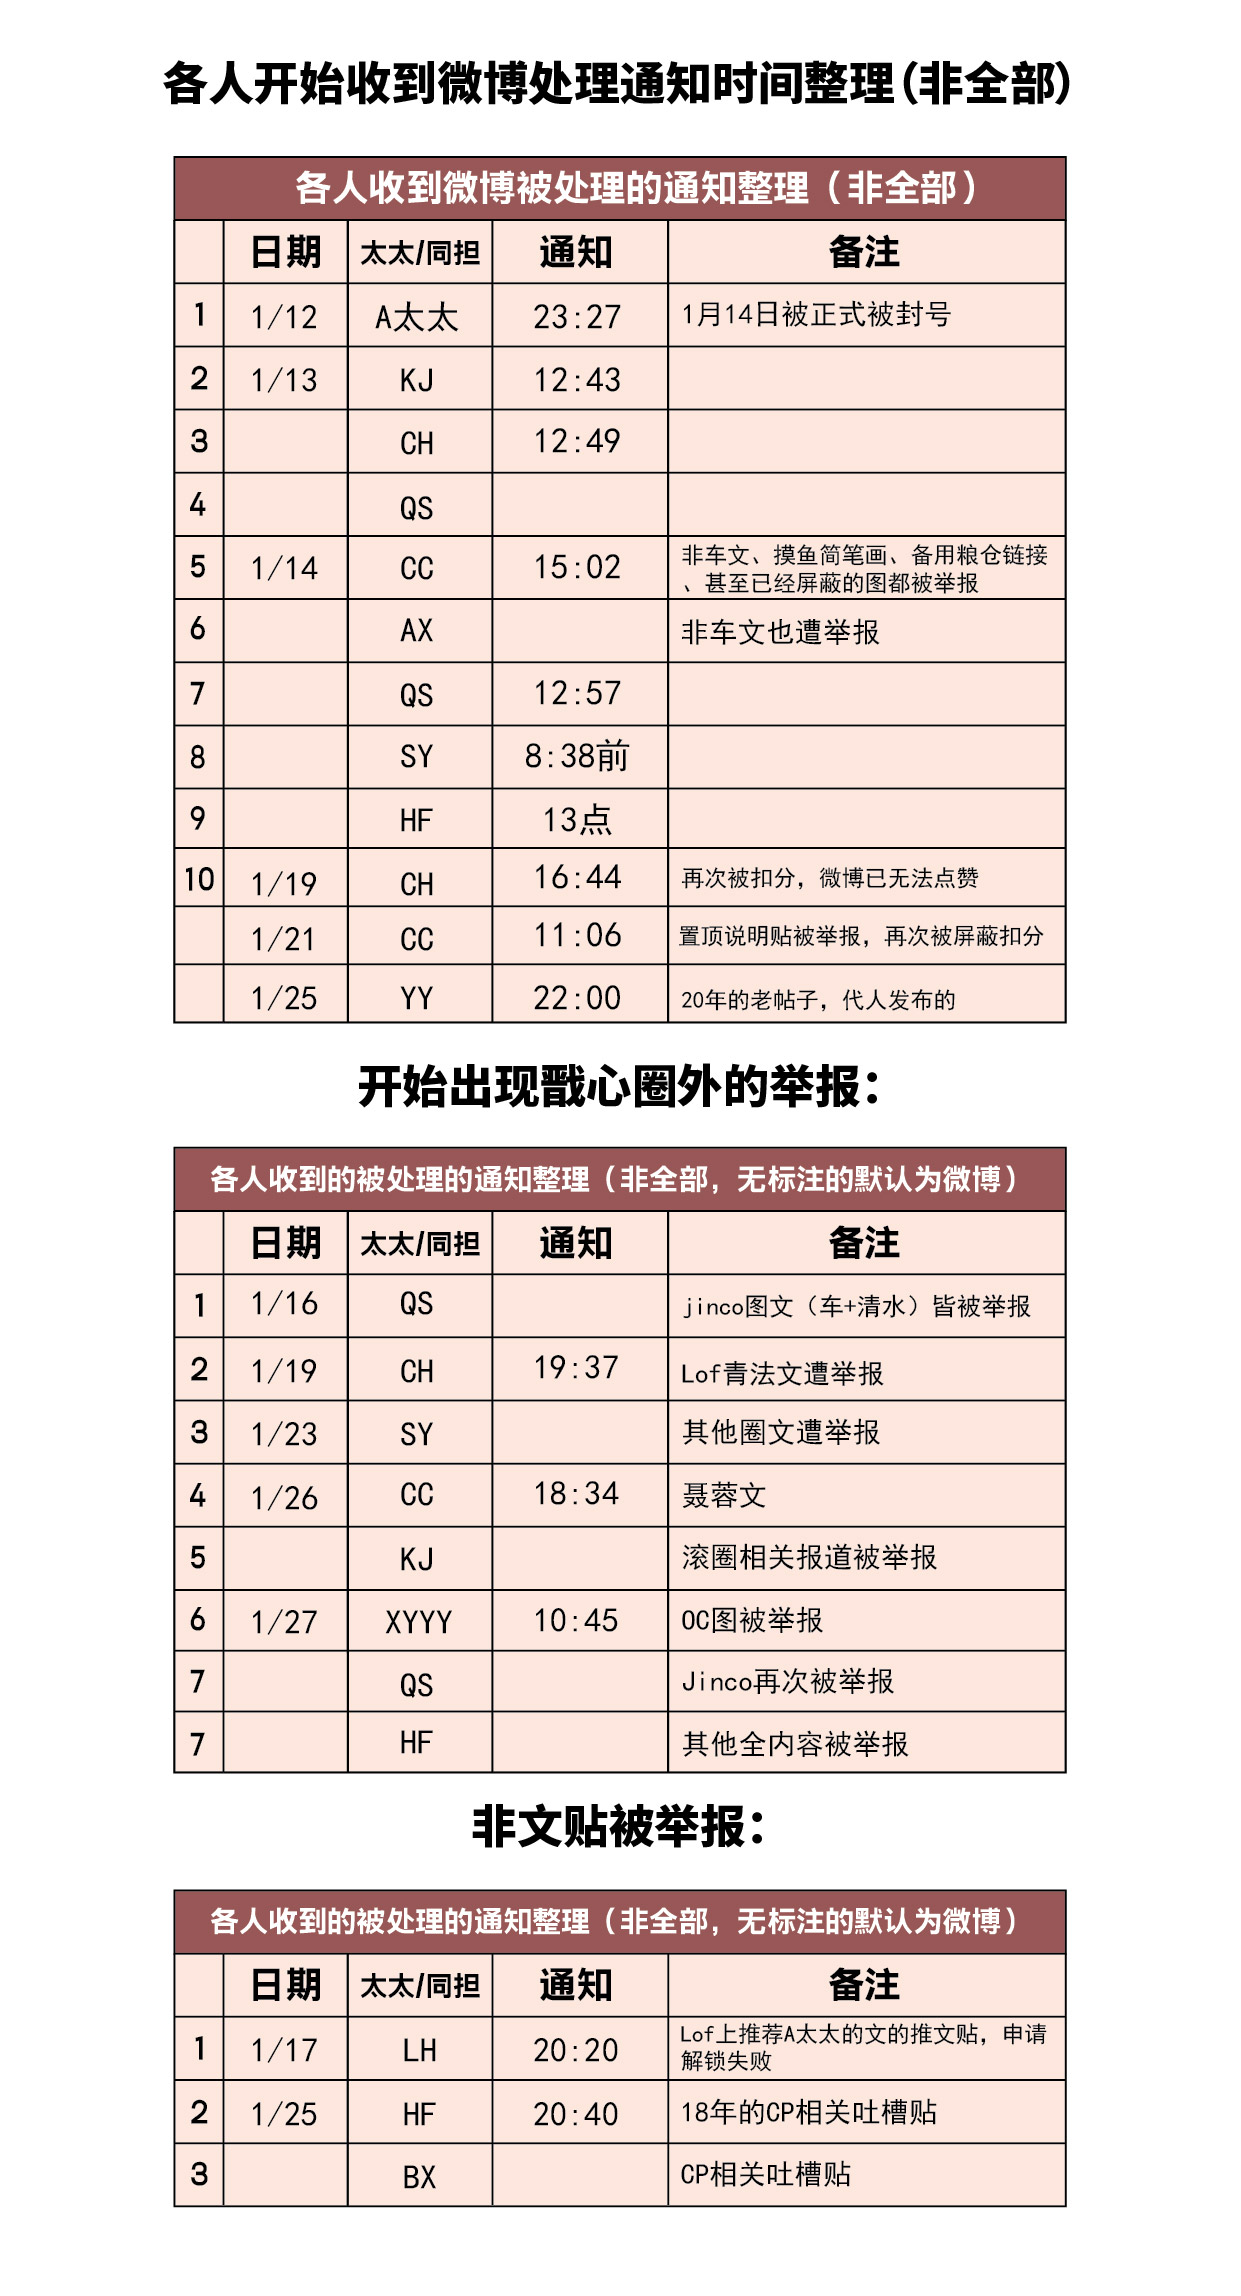 各人开始收到微博处理通知时间整理(非全部)
各人收到微博被处理的通知整理（非全部）
日期 太太/同担 通知 备注
1 1/12 A太太 23:27 1月14日被正式被封号
2 1/13 KJ 12:43
3 CH 12:49
4 QS
5 1/14 CC 15:02 非车文、摸鱼简笔画、备用粮仓链接
、甚至已经屏蔽的图都被举报
6 AX 非车文也遭举报
7 QS 12:57
8 SY 8:38前
9 HF 13点
10 1/19 CH 16:44 再次被扣分，微博已无法点赞
1/21 CC 11:06 置顶说明贴被举报，再次被屏蔽扣分
1/25 YY 22:00 20年的老帖子，代人发布的
开始出现戬心圈外的举报：
各人收到的被处理的通知整理（非全部，无标注的默认为微博）
日期 太太/同担 通知 备注
1 1/16 QS jinco图文（车+清水）皆被举报
2 1/19 CH 19:37 Lof青法文遭举报
3 1/23 SY 其他圈文遭举报
4 1/26 CC 18:34 聂蓉文
5 KJ 滚圈相关报道被举报
6 1/27 XYYY 10:45 OC图被举报
7 QS Jinco再次被举报
7 HF 其他全内容被举报
非文贴被举报：
各人收到的被处理的通知整理（非全部，无标注的默认为微博）
日期 太太/同担 通知 备注
1 1/17 LH 20:20 Lof上推荐A太太的文的推文贴，申请
解锁失败
2 1/25 HF 20:40 18年的CP相关吐槽贴
3 BX CP相关吐槽贴